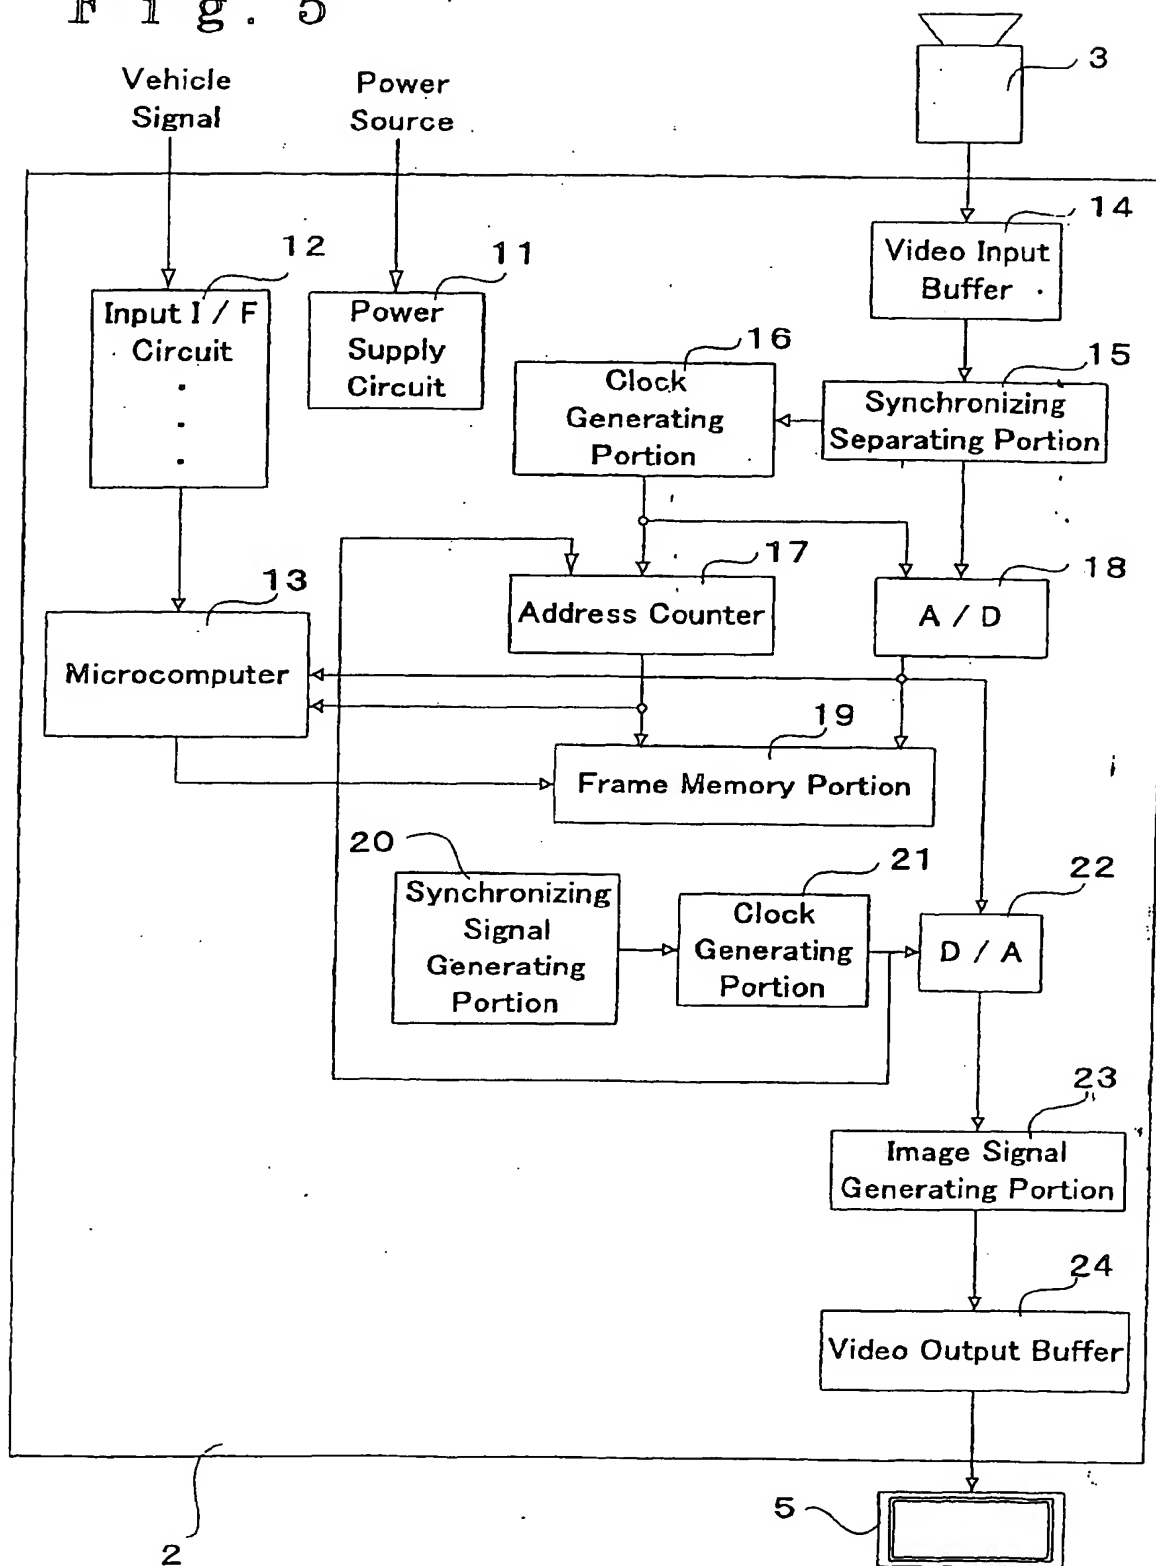 Fig. 5
Vehicle
Signal
Power
Source
3
14
Video Input
Buffer
12
Input I / F
Circuit
11
Power
Supply
Circuit
16
Clock
Generating
Portion
15
Synchronizing
Separating Portion
17
Address Counter
18
A / D
13
Microcomputer
19
Frame Memory Portion
20
Synchronizing
Signal
Generating
Portion
21
Clock
Generating
Portion
22
D / A
23
Image Signal
Generating Portion
24
Video Output Buffer
5
2